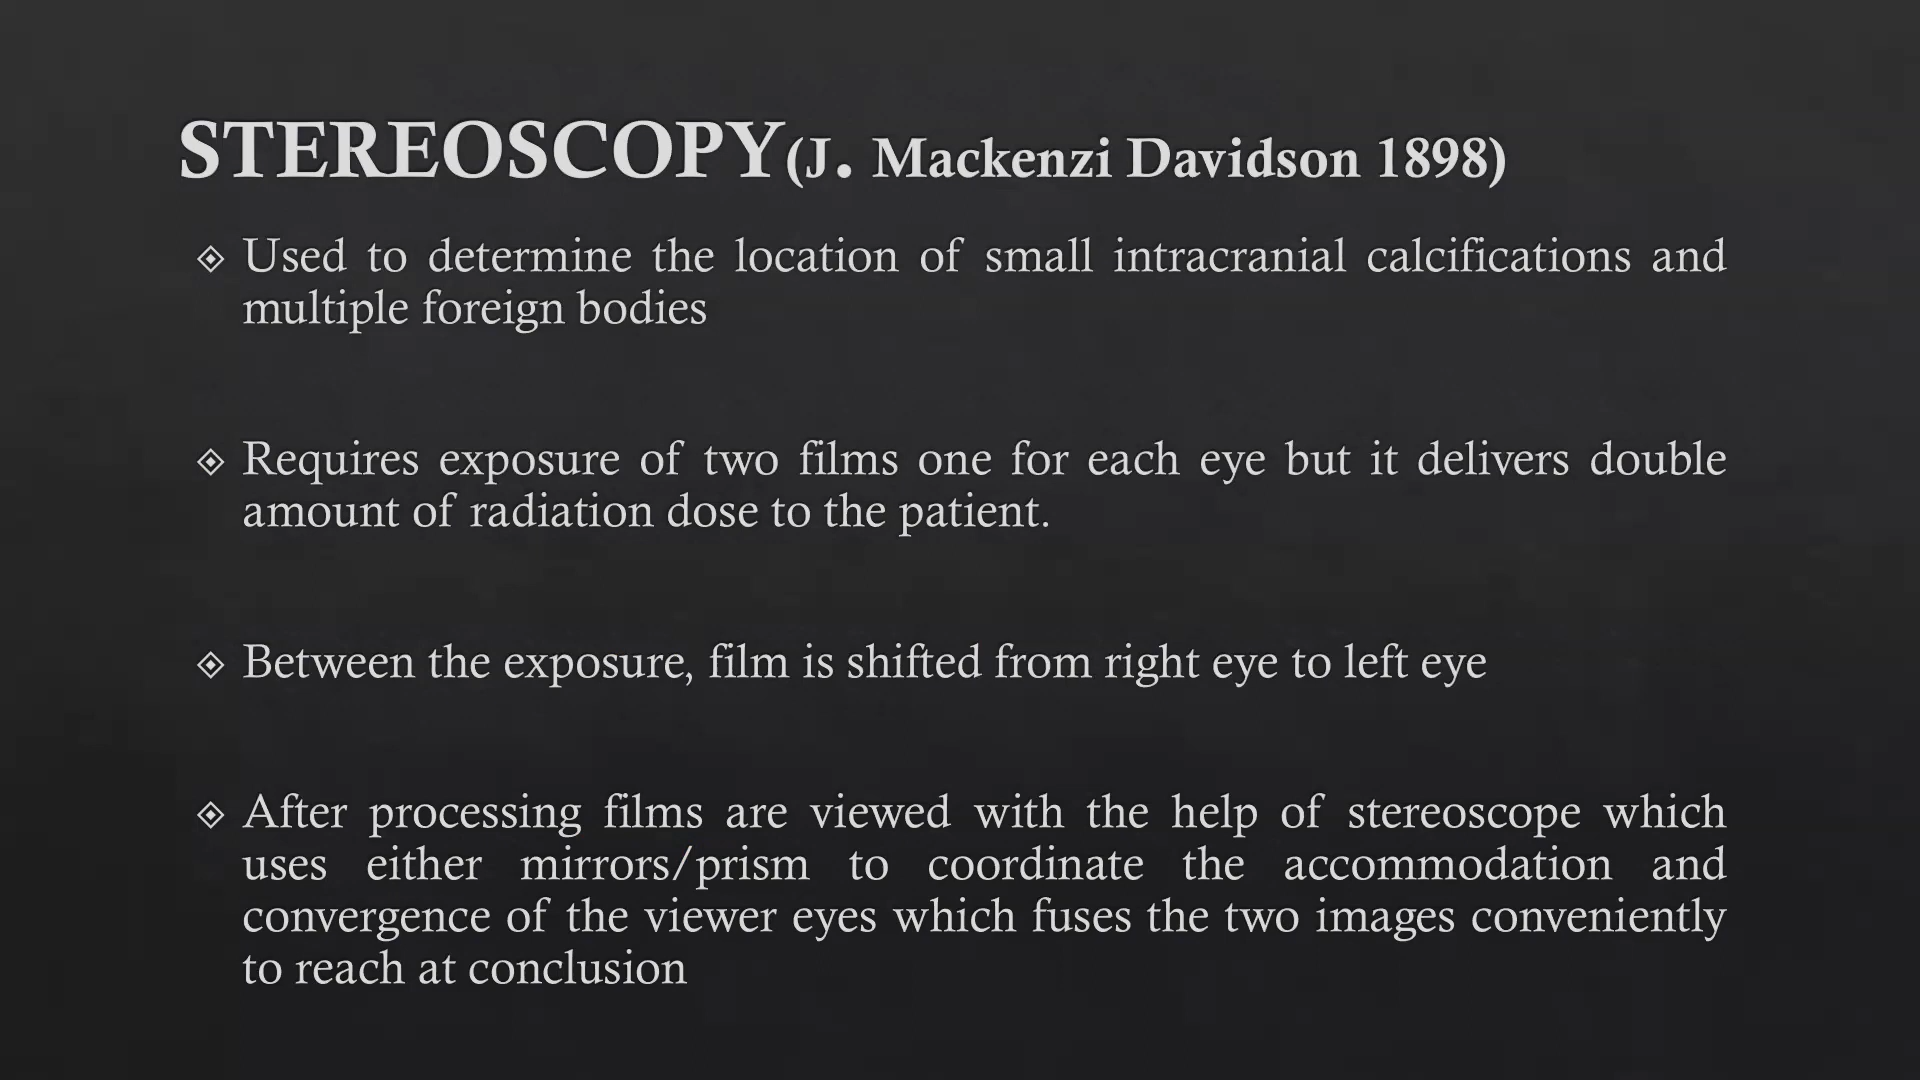 STEREOSCOPY(J. Mackenzi Davidson 1898)
Used to determine the location of small intracranial calcifications and
multiple foreign bodies
Requires exposure of two films one for each eye but it delivers double
amount of radiation dose to the patient.
Between the exposure, film is shifted from right eye to left eye
After processing films are viewed with the help of stereoscope which
uses either mirrors/prism to coordinate the accommodation and
convergence of the viewer eyes which fuses the two images conveniently
to reach at conclusion